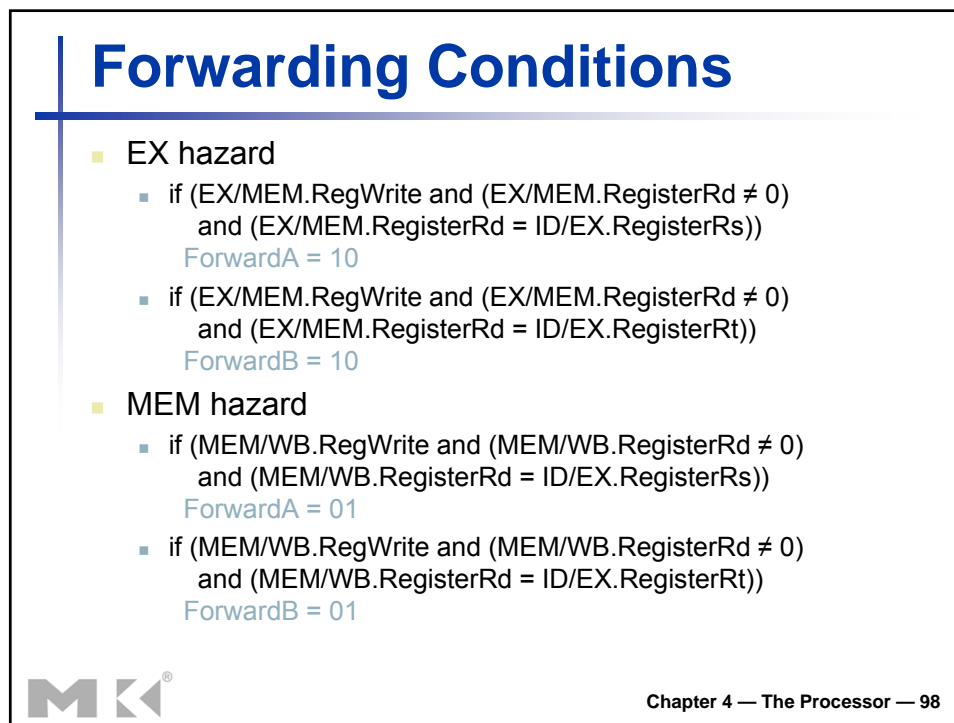 Forwarding Conditions
EX hazard
if (EX/MEM.RegWrite and (EX/MEM.RegisterRd ≠ 0)
and (EX/MEM.RegisterRd = ID/EX.RegisterRs))
ForwardA = 10
if (EX/MEM.RegWrite and (EX/MEM.RegisterRd ≠ 0)
and (EX/MEM.RegisterRd = ID/EX.RegisterRt))
ForwardB = 10
MEM hazard
if (MEM/WB.RegWrite and (MEM/WB.RegisterRd ≠ 0)
and (MEM/WB.RegisterRd = ID/EX.RegisterRs))
ForwardA = 01
if (MEM/WB.RegWrite and (MEM/WB.RegisterRd ≠ 0)
and (MEM/WB.RegisterRd = ID/EX.RegisterRt))
ForwardB = 01
MK®
Chapter 4 — The Processor — 98